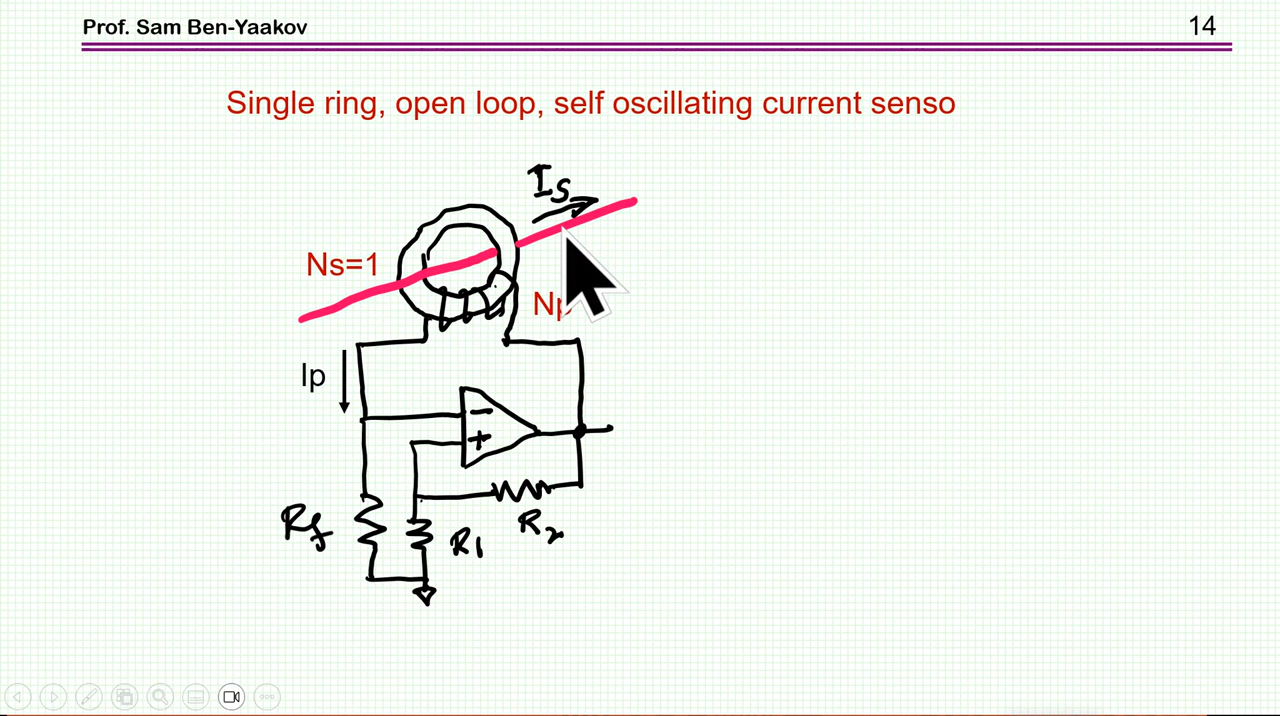 Prof. Sam Ben-Yaakov
14
Single ring, open loop, self oscillating current senso
Is
Ns=1
Np
Ip
−
+
Rf
R1
R2